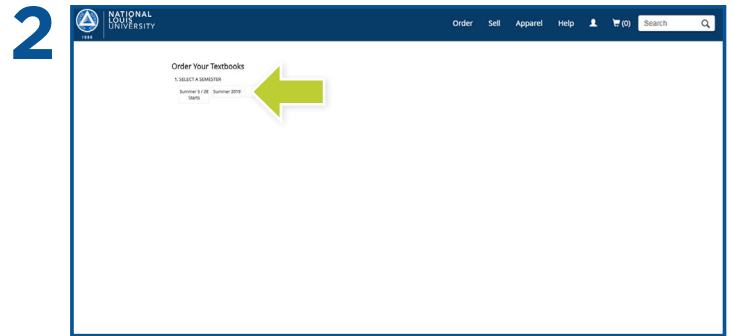 2
NATIONAL
LOUIS
UNIVERSITY
1886
Order Sell Apparel Help (0) Search
Order Your Textbooks
1. SELECT A SEMESTER
Summer 5 / 28 Summer 2019
Starts